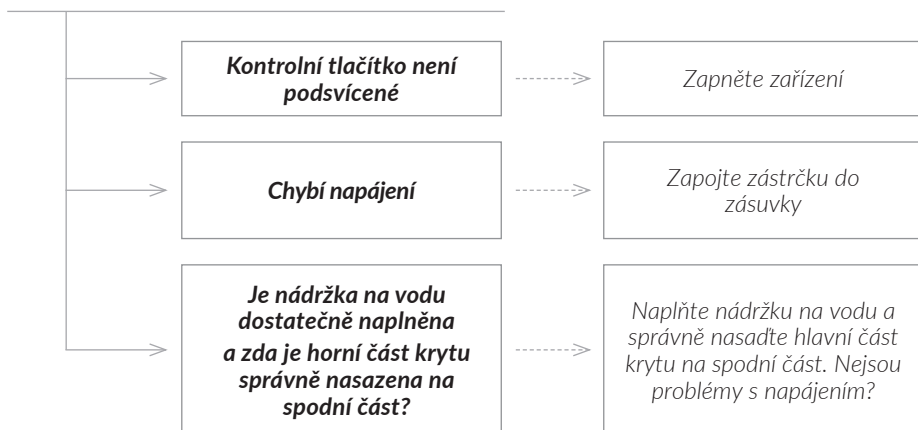 Kontrolní tlačítko není
podsvícené
Zapněte zařízení
Chybí napájení
Zapojte zástrčku do
zásuvky
Je nádržka na vodu
dostatečně naplněna
a zda je horní část krytu
správně nasazena na
spodní část?
Naplňte nádržku na vodu a
správně nasaďte hlavní část
krytu na spodní část. Nejsou
problémy s napájením?